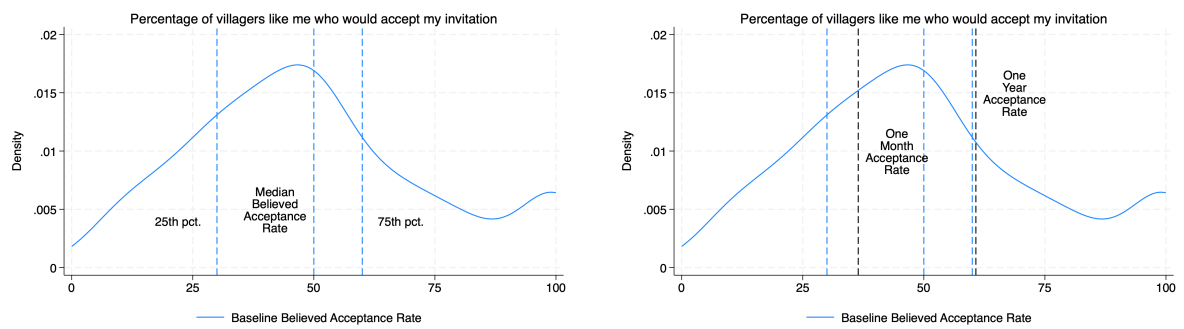 Percentage of villagers like me who would accept my invitation
.02
.015
.01
.005
0
Density
25th pct.
Median
Believed
Acceptance
Rate
75th pct.
0
25
50
75
100
Baseline Believed Acceptance Rate
Percentage of villagers like me who would accept my invitation
.02
.015
.01
.005
0
Density
One
Month
Acceptance
Rate
One
Year
Acceptance
Rate
0
25
50
75
100
Baseline Believed Acceptance Rate